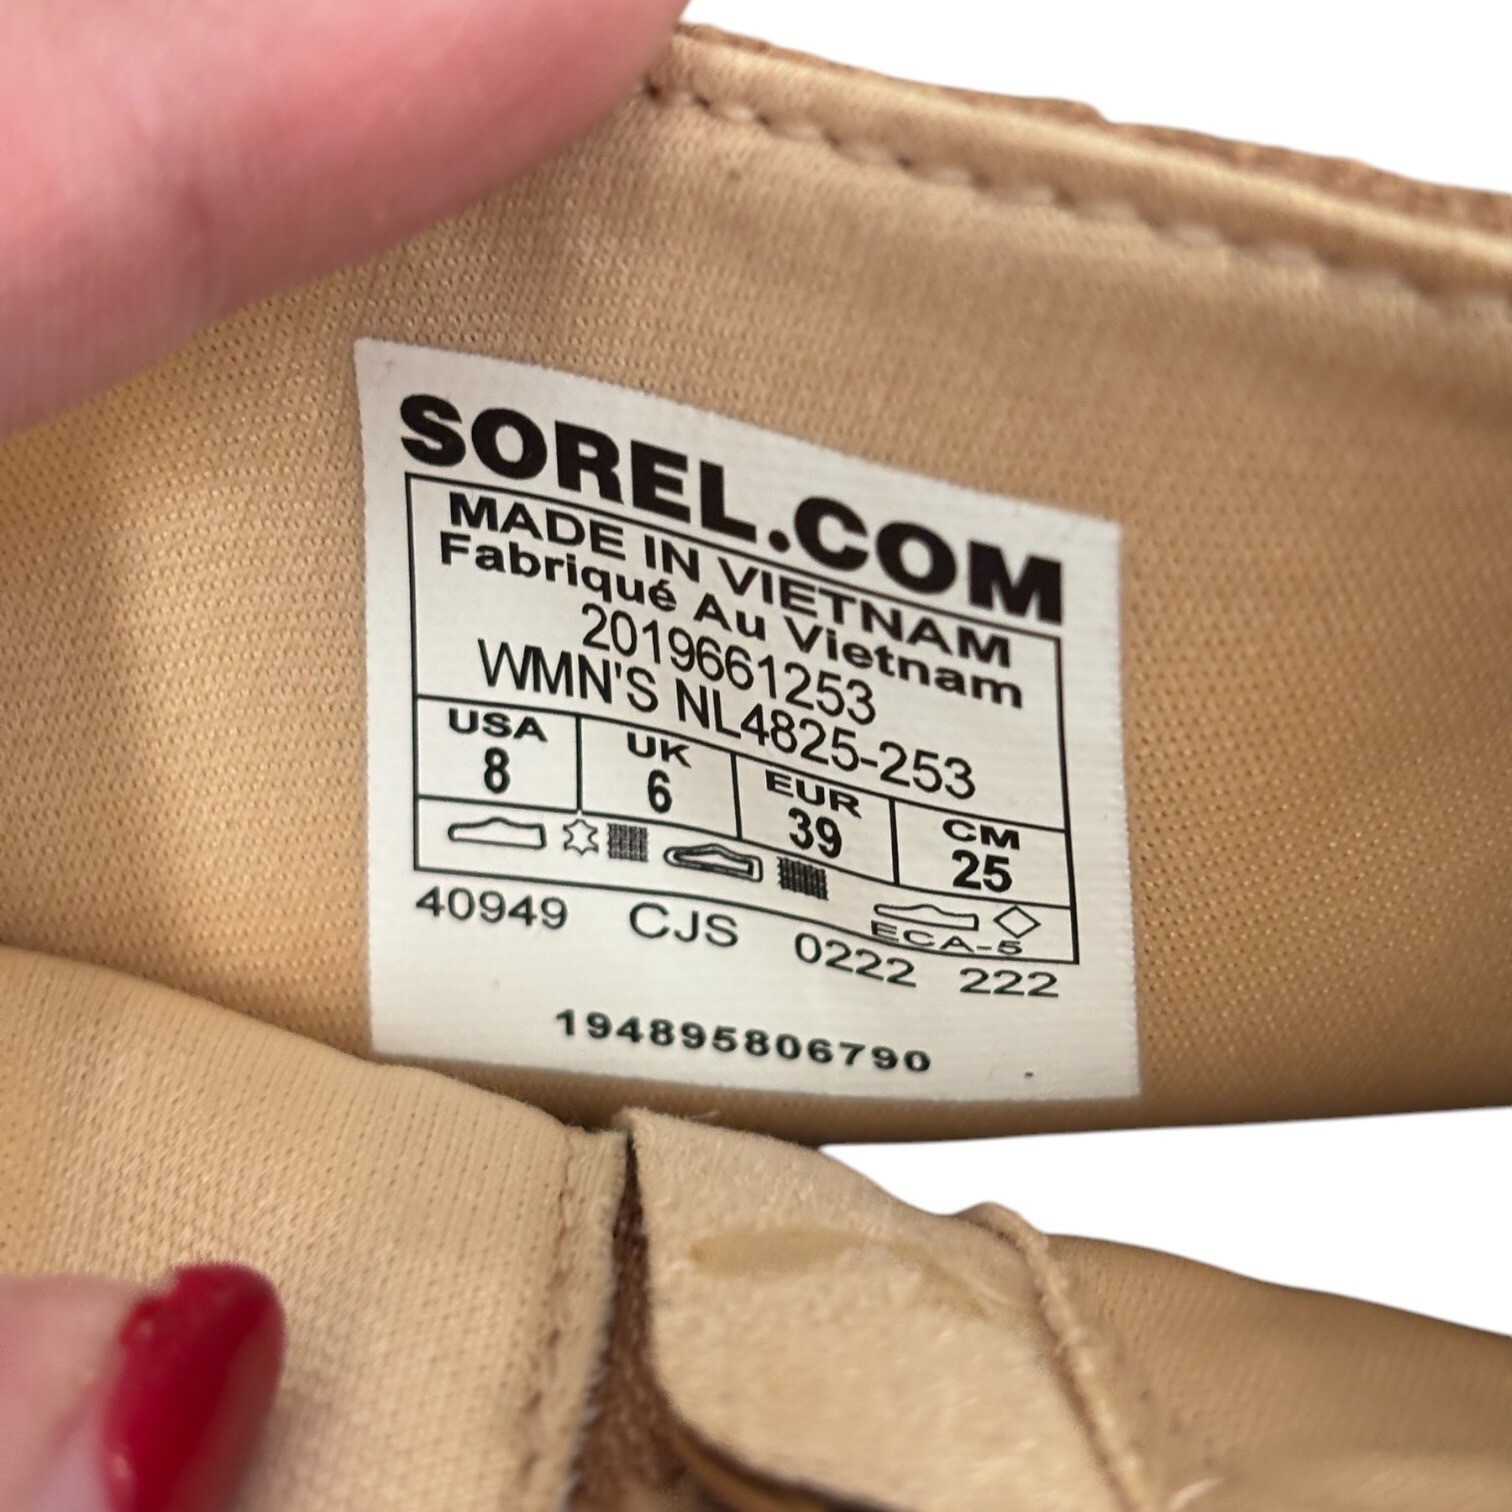 SOREL.COM
MADE IN VIETNAM
Fabriqué Au Vietnam
2019661253
WMN'S NL4825-253
USA UK EUR CM
8 6 39 25
ECA-5
40949 CJS 0222 222
194895806790